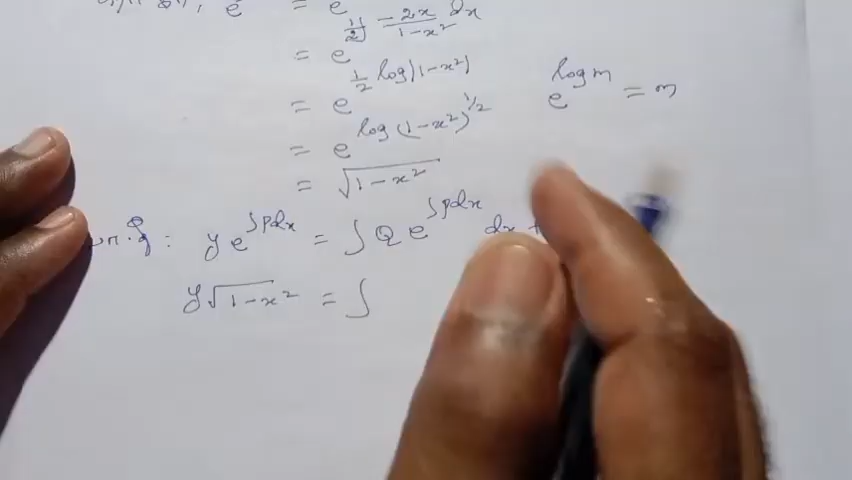 e = e
= e^{½ ∫ -2x/(1-x²) dx}
= e^{½ log|1-x²|}
= e^{log (1-x²)^{1/2}} e^{log m} = m
= √(1-x²)
y e^{∫pdx} = ∫ Q e^{∫pdx} dx +
y√(1-x²) = ∫